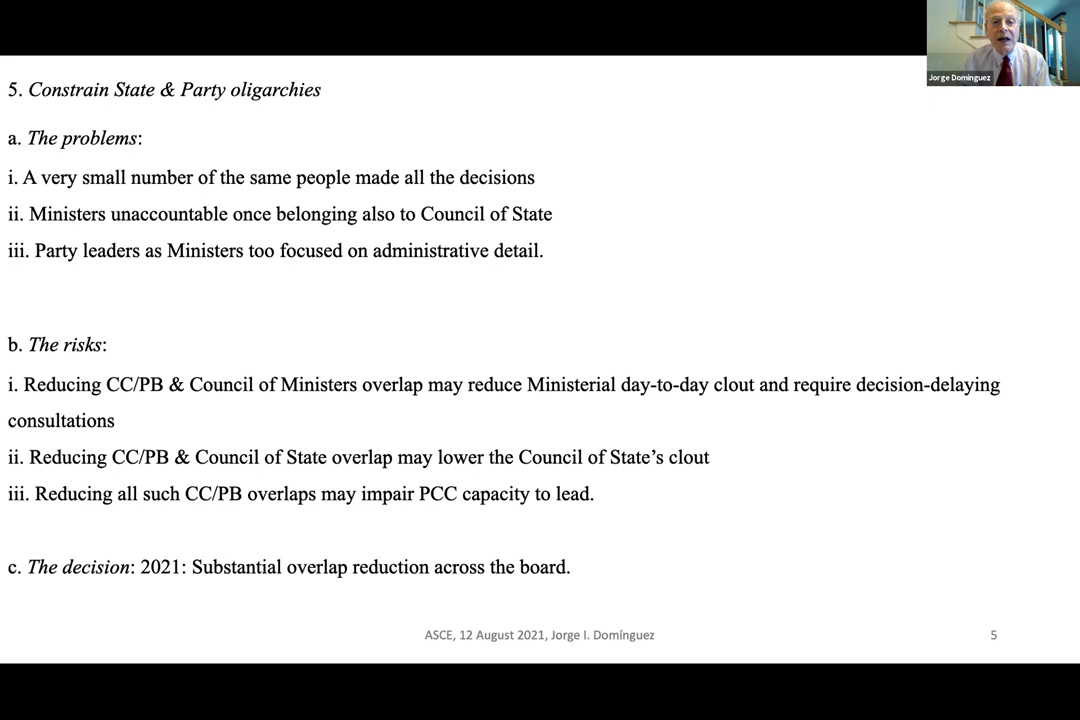 Jorge Dominguez
5. Constrain State & Party oligarchies
a. The problems:
i. A very small number of the same people made all the decisions
ii. Ministers unaccountable once belonging also to Council of State
iii. Party leaders as Ministers too focused on administrative detail.
b. The risks:
i. Reducing CC/PB & Council of Ministers overlap may reduce Ministerial day-to-day clout and require decision-delaying
consultations
ii. Reducing CC/PB & Council of State overlap may lower the Council of State’s clout
iii. Reducing all such CC/PB overlaps may impair PCC capacity to lead.
c. The decision: 2021: Substantial overlap reduction across the board.
ASCE, 12 August 2021, Jorge I. Domínguez
5